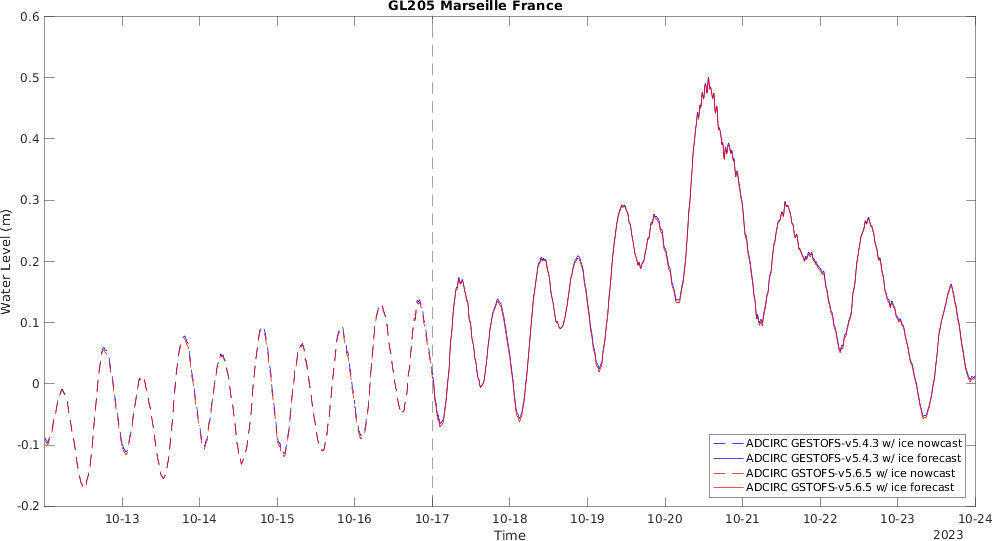 GL205 Marseille France
0.6
0.5
0.4
0.3
0.2
0.1
0
-0.1
-0.2
Water Level (m)
10-13 10-14 10-15 10-16 10-17 10-18 10-19 10-20 10-21 10-22 10-23 10-24
Time
2023
ADCIRC GESTOFS-v5.4.3 w/ ice nowcast
ADCIRC GESTOFS-v5.4.3 w/ ice forecast
ADCIRC GSTOFS-v5.6.5 w/ ice nowcast
ADCIRC GSTOFS-v5.6.5 w/ ice forecast